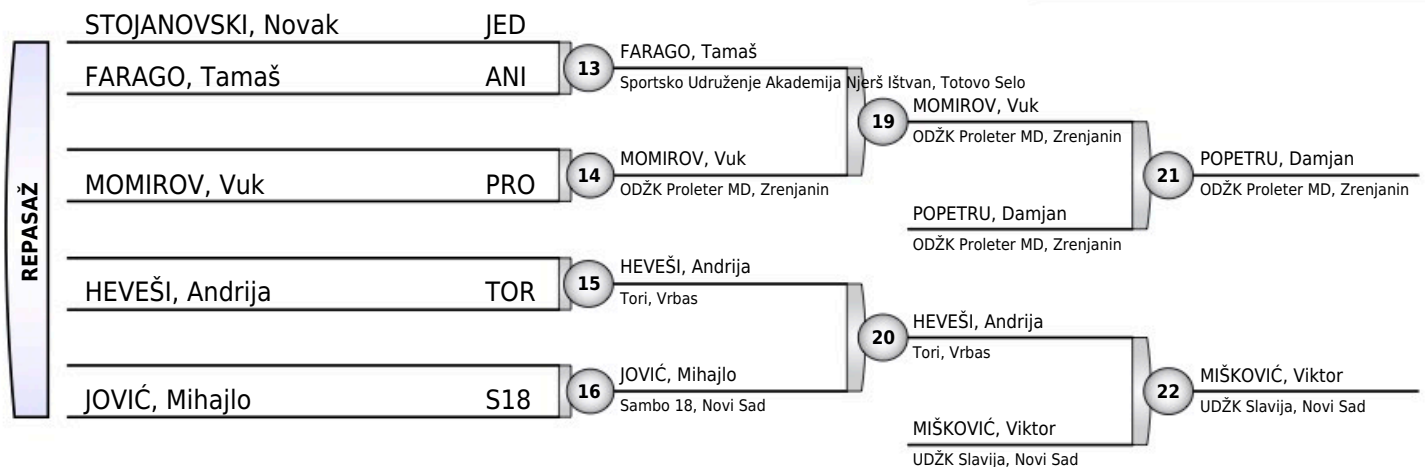 STOJANOVSKI, Novak JED
FARAGO, Tamaš ANI
13
FARAGO, Tamaš
Sportsko Udruženje Akademija Njerš Ištvan, Totovo Selo
MOMIROV, Vuk PRO
14
MOMIROV, Vuk
ODŽK Proleter MD, Zrenjanin
19
MOMIROV, Vuk
ODŽK Proleter MD, Zrenjanin
POPETRU, Damjan
ODŽK Proleter MD, Zrenjanin
21
POPETRU, Damjan
ODŽK Proleter MD, Zrenjanin
REPASAŽ
HEVEŠI, Andrija TOR
15
HEVEŠI, Andrija
Tori, Vrbas
JOVIĆ, Mihajlo S18
16
JOVIĆ, Mihajlo
Sambo 18, Novi Sad
20
HEVEŠI, Andrija
Tori, Vrbas
MIŠKOVIĆ, Viktor
UDŽK Slavija, Novi Sad
22
MIŠKOVIĆ, Viktor
UDŽK Slavija, Novi Sad